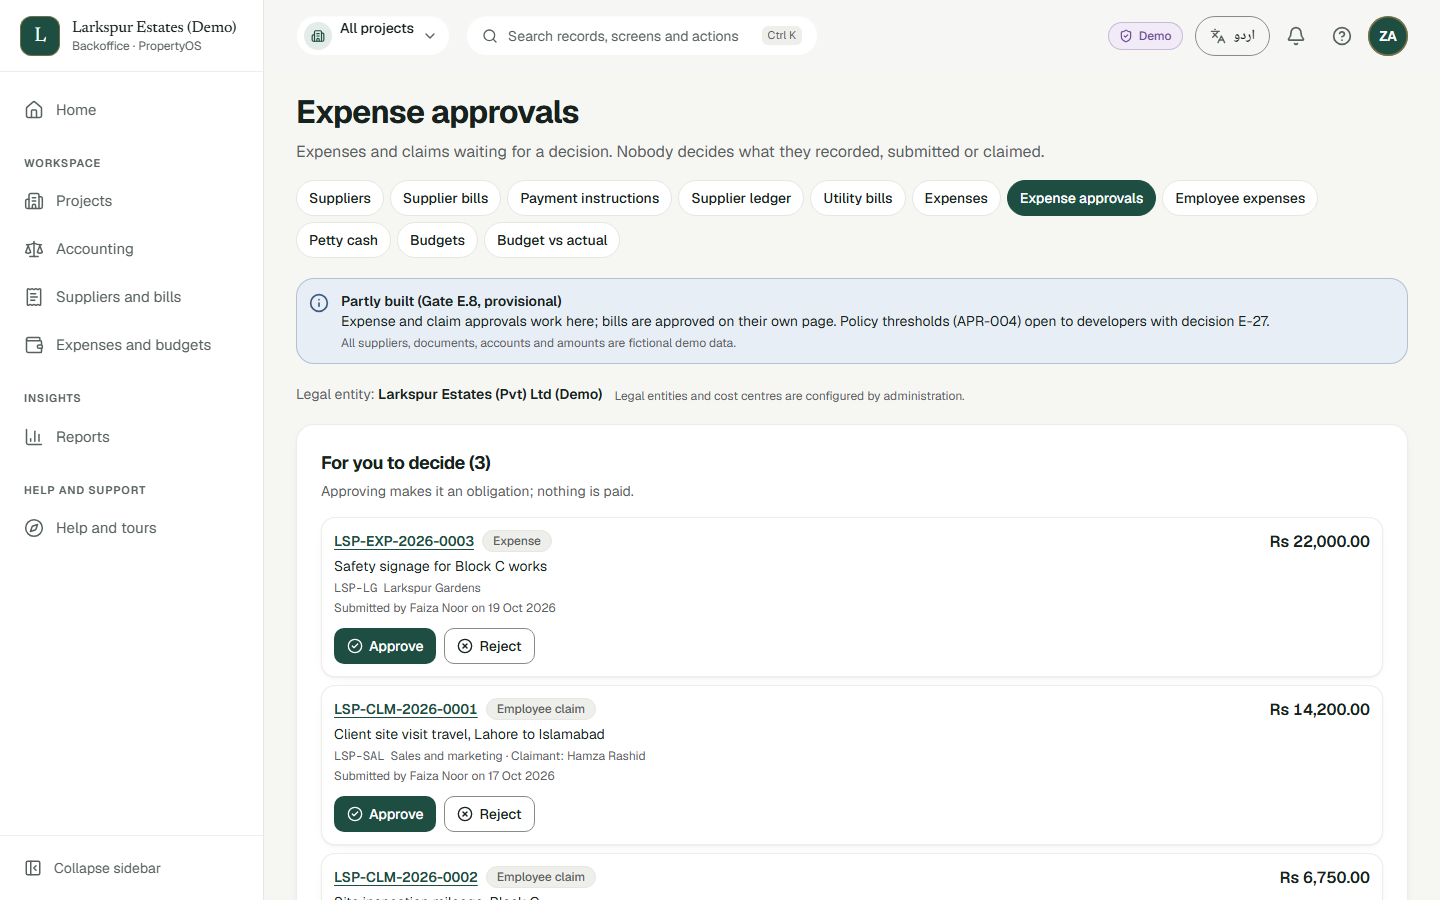 L
Larkspur Estates (Demo)
Backoffice · PropertyOS
All projects
Search records, screens and actions
Ctrl K
Demo
اردو
ZA
Home
WORKSPACE
Projects
Accounting
Suppliers and bills
Expenses and budgets
INSIGHTS
Reports
HELP AND SUPPORT
Help and tours
Collapse sidebar
Expense approvals
Expenses and claims waiting for a decision. Nobody decides what they recorded, submitted or claimed.
Suppliers
Supplier bills
Payment instructions
Supplier ledger
Utility bills
Expenses
Expense approvals
Employee expenses
Petty cash
Budgets
Budget vs actual
Partly built (Gate E.8, provisional)
Expense and claim approvals work here; bills are approved on their own page. Policy thresholds (APR-004) open to developers with decision E-27.
All suppliers, documents, accounts and amounts are fictional demo data.
Legal entity: Larkspur Estates (Pvt) Ltd (Demo) Legal entities and cost centres are configured by administration.
For you to decide (3)
Approving makes it an obligation; nothing is paid.
LSP-EXP-2026-0003 Expense Rs 22,000.00
Safety signage for Block C works
LSP-LG Larkspur Gardens
Submitted by Faiza Noor on 19 Oct 2026
Approve Reject
LSP-CLM-2026-0001 Employee claim Rs 14,200.00
Client site visit travel, Lahore to Islamabad
LSP-SAL Sales and marketing · Claimant: Hamza Rashid
Submitted by Faiza Noor on 17 Oct 2026
Approve Reject
LSP-CLM-2026-0002 Employee claim Rs 6,750.00